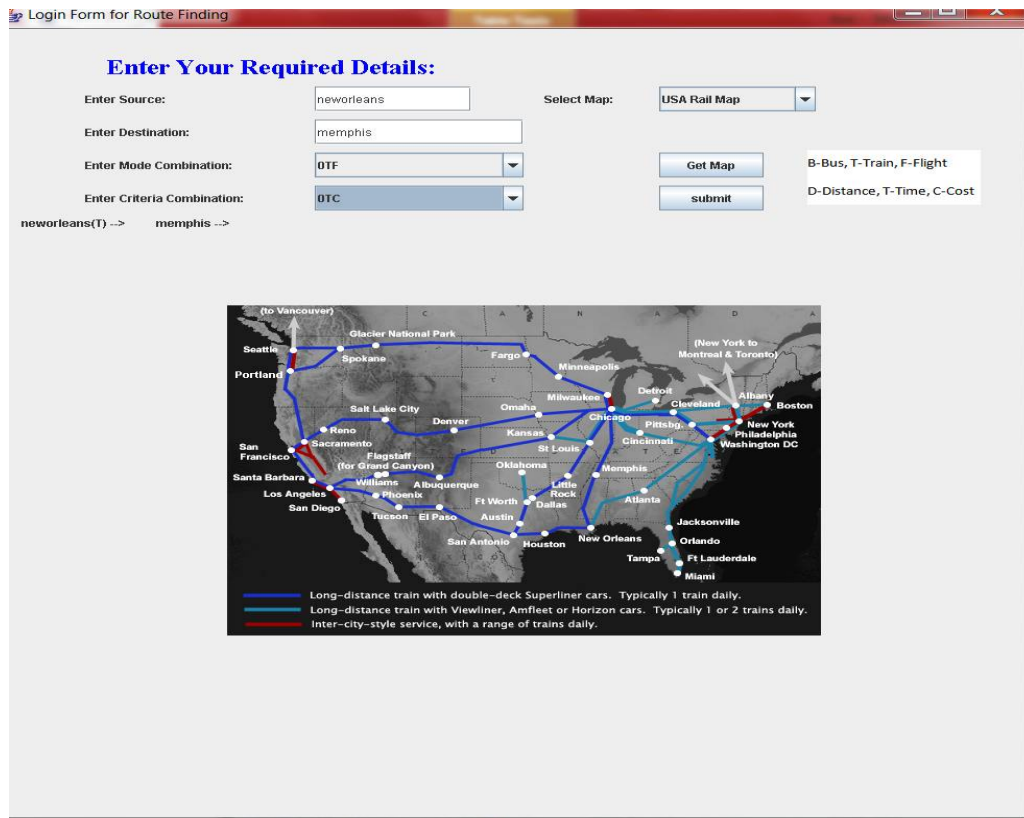 Login Form for Route Finding
Enter Your Required Details:
Enter Source: neworleans Select Map: USA Rail Map
Enter Destination: memphis
Enter Mode Combination: 0TF Get Map B-Bus, T-Train, F-Flight
Enter Criteria Combination: 0TC submit D-Distance, T-Time, C-Cost
neworleans(T) --> memphis -->
(to Vancouver)
Glacier National Park
(New York to
Montreal & Toronto)
Seattle
Spokane
Fargo
Portland
Minneapolis
Milwaukee
Detroit
Cleveland
Albany
Boston
Salt Lake City
Omaha
Chicago
Denver
Reno
Kansas
Pittsbg.
New York
Philadelphia
Sacramento
Cincinnati
Washington DC
San
Francisco
St Louis
Flagstaff
(for Grand Canyon)
Oklahoma
Memphis
Santa Barbara
Williams
Albuquerque
Little
Rock
Los Angeles
Phoenix
Ft Worth
Dallas
Atlanta
San Diego
Tucson
El Paso
Austin
Jacksonville
San Antonio
Houston
New Orleans
Orlando
Tampa
Ft Lauderdale
Miami
Long-distance train with double-deck Superliner cars. Typically 1 train daily.
Long-distance train with Viewliner, Amfleet or Horizon cars. Typically 1 or 2 trains daily.
Inter-city-style service, with a range of trains daily.